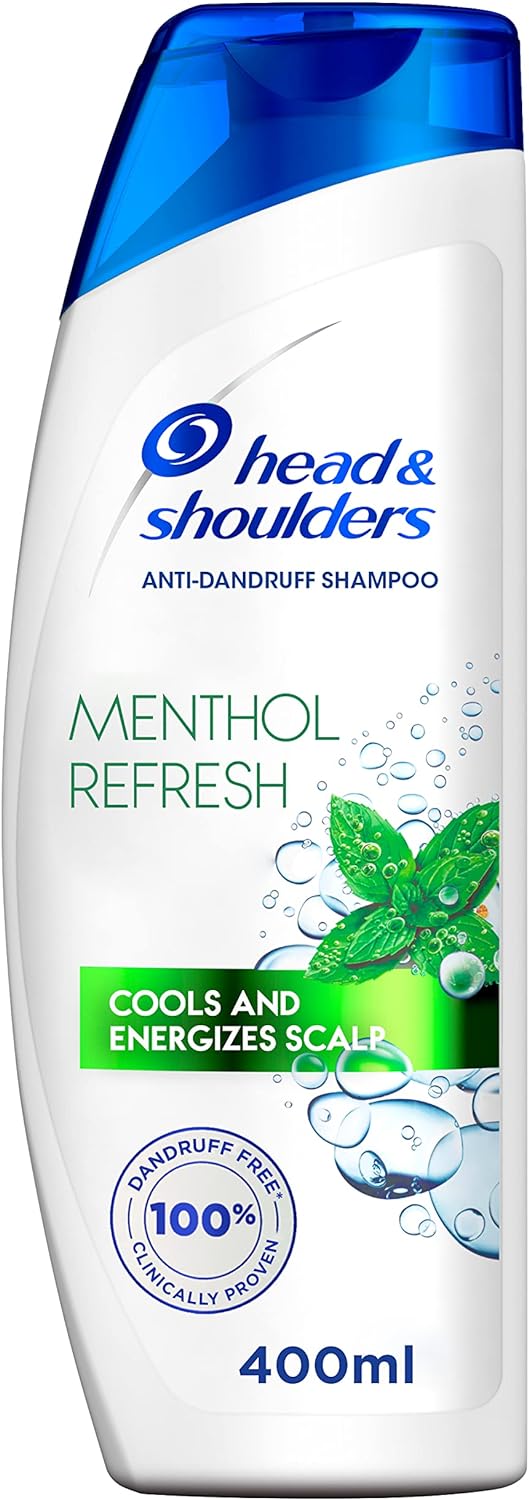 head &
shoulders
ANTI-DANDRUFF SHAMPOO
MENTHOL
REFRESH
COOLS AND
ENERGIZES SCALP
DANDRUFF FREE*
100%
CLINICALLY PROVEN
400ml